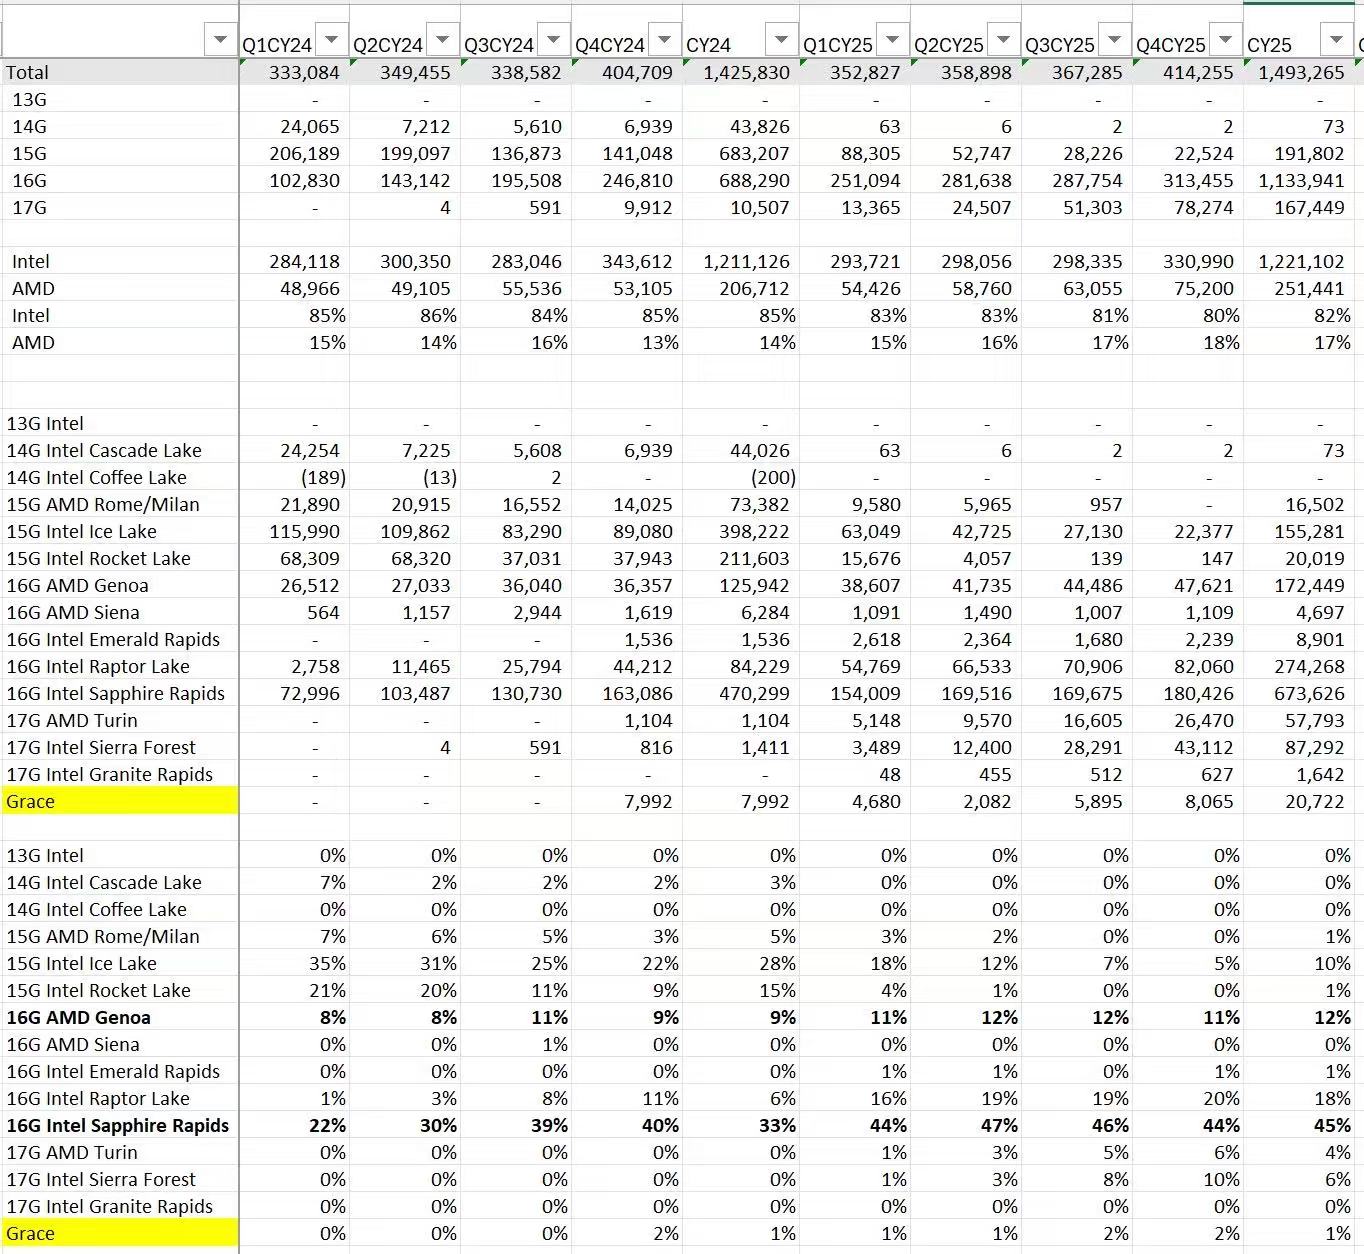 Q1CY24 Q2CY24 Q3CY24 Q4CY24 CY24 Q1CY25 Q2CY25 Q3CY25 Q4CY25 CY25
Total 333,084 349,455 338,582 404,709 1,425,830 352,827 358,898 367,285 414,255 1,493,265
13G - - - - - - - - - -
14G 24,065 7,212 5,610 6,939 43,826 63 6 2 2 73
15G 206,189 199,097 136,873 141,048 683,207 88,305 52,747 28,226 22,524 191,802
16G 102,830 143,142 195,508 246,810 688,290 251,094 281,638 287,754 313,455 1,133,941
17G - 4 591 9,912 10,507 13,365 24,507 51,303 78,274 167,449
Intel 284,118 300,350 283,046 343,612 1,211,126 293,721 298,056 298,335 330,990 1,221,102
AMD 48,966 49,105 55,536 53,105 206,712 54,426 58,760 63,055 75,200 251,441
Intel 85% 86% 84% 85% 85% 83% 83% 81% 80% 82%
AMD 15% 14% 16% 13% 14% 15% 16% 17% 18% 17%
13G Intel - - - - - - - - - -
14G Intel Cascade Lake 24,254 7,225 5,608 6,939 44,026 63 6 2 2 73
14G Intel Coffee Lake (189) (13) 2 - (200) - - - - -
15G AMD Rome/Milan 21,890 20,915 16,552 14,025 73,382 9,580 5,965 957 - 16,502
15G Intel Ice Lake 115,990 109,862 83,290 89,080 398,222 63,049 42,725 27,130 22,377 155,281
15G Intel Rocket Lake 68,309 68,320 37,031 37,943 211,603 15,676 4,057 139 147 20,019
16G AMD Genoa 26,512 27,033 36,040 36,357 125,942 38,607 41,735 44,486 47,621 172,449
16G AMD Siena 564 1,157 2,944 1,619 6,284 1,091 1,490 1,007 1,109 4,697
16G Intel Emerald Rapids - - - 1,536 1,536 2,618 2,364 1,680 2,239 8,901
16G Intel Raptor Lake 2,758 11,465 25,794 44,212 84,229 54,769 66,533 70,906 82,060 274,268
16G Intel Sapphire Rapids 72,996 103,487 130,730 163,086 470,299 154,009 169,516 169,675 180,426 673,626
17G AMD Turin - - - 1,104 1,104 5,148 9,570 16,605 26,470 57,793
17G Intel Sierra Forest - 4 591 816 1,411 3,489 12,400 28,291 43,112 87,292
17G Intel Granite Rapids - - - - - 48 455 512 627 1,642
Grace - - - 7,992 7,992 4,680 2,082 5,895 8,065 20,722
13G Intel 0% 0% 0% 0% 0% 0% 0% 0% 0% 0%
14G Intel Cascade Lake 7% 2% 2% 2% 3% 0% 0% 0% 0% 0%
14G Intel Coffee Lake 0% 0% 0% 0% 0% 0% 0% 0% 0% 0%
15G AMD Rome/Milan 7% 6% 5% 3% 5% 3% 2% 0% 0% 1%
15G Intel Ice Lake 35% 31% 25% 22% 28% 18% 12% 7% 5% 10%
15G Intel Rocket Lake 21% 20% 11% 9% 15% 4% 1% 0% 0% 1%
16G AMD Genoa 8% 8% 11% 9% 9% 11% 12% 12% 11% 12%
16G AMD Siena 0% 0% 1% 0% 0% 0% 0% 0% 0% 0%
16G Intel Emerald Rapids 0% 0% 0% 0% 0% 1% 1% 0% 1% 1%
16G Intel Raptor Lake 1% 3% 8% 11% 6% 16% 19% 19% 20% 18%
16G Intel Sapphire Rapids 22% 30% 39% 40% 33% 44% 47% 46% 44% 45%
17G AMD Turin 0% 0% 0% 0% 0% 1% 3% 5% 6% 4%
17G Intel Sierra Forest 0% 0% 0% 0% 0% 1% 3% 8% 10% 6%
17G Intel Granite Rapids 0% 0% 0% 0% 0% 0% 0% 0% 0% 0%
Grace 0% 0% 0% 2% 1% 1% 1% 2% 2% 1%